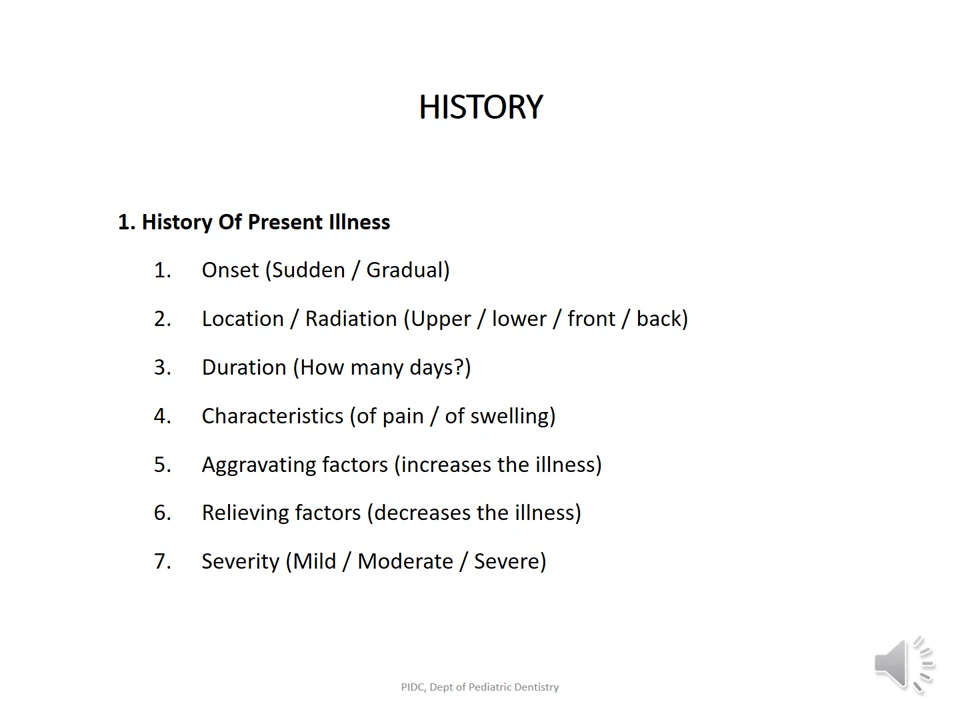 HISTORY
1. History Of Present Illness
1. Onset (Sudden / Gradual)
2. Location / Radiation (Upper / lower / front / back)
3. Duration (How many days?)
4. Characteristics (of pain / of swelling)
5. Aggravating factors (increases the illness)
6. Relieving factors (decreases the illness)
7. Severity (Mild / Moderate / Severe)
PIDC, Dept of Pediatric Dentistry